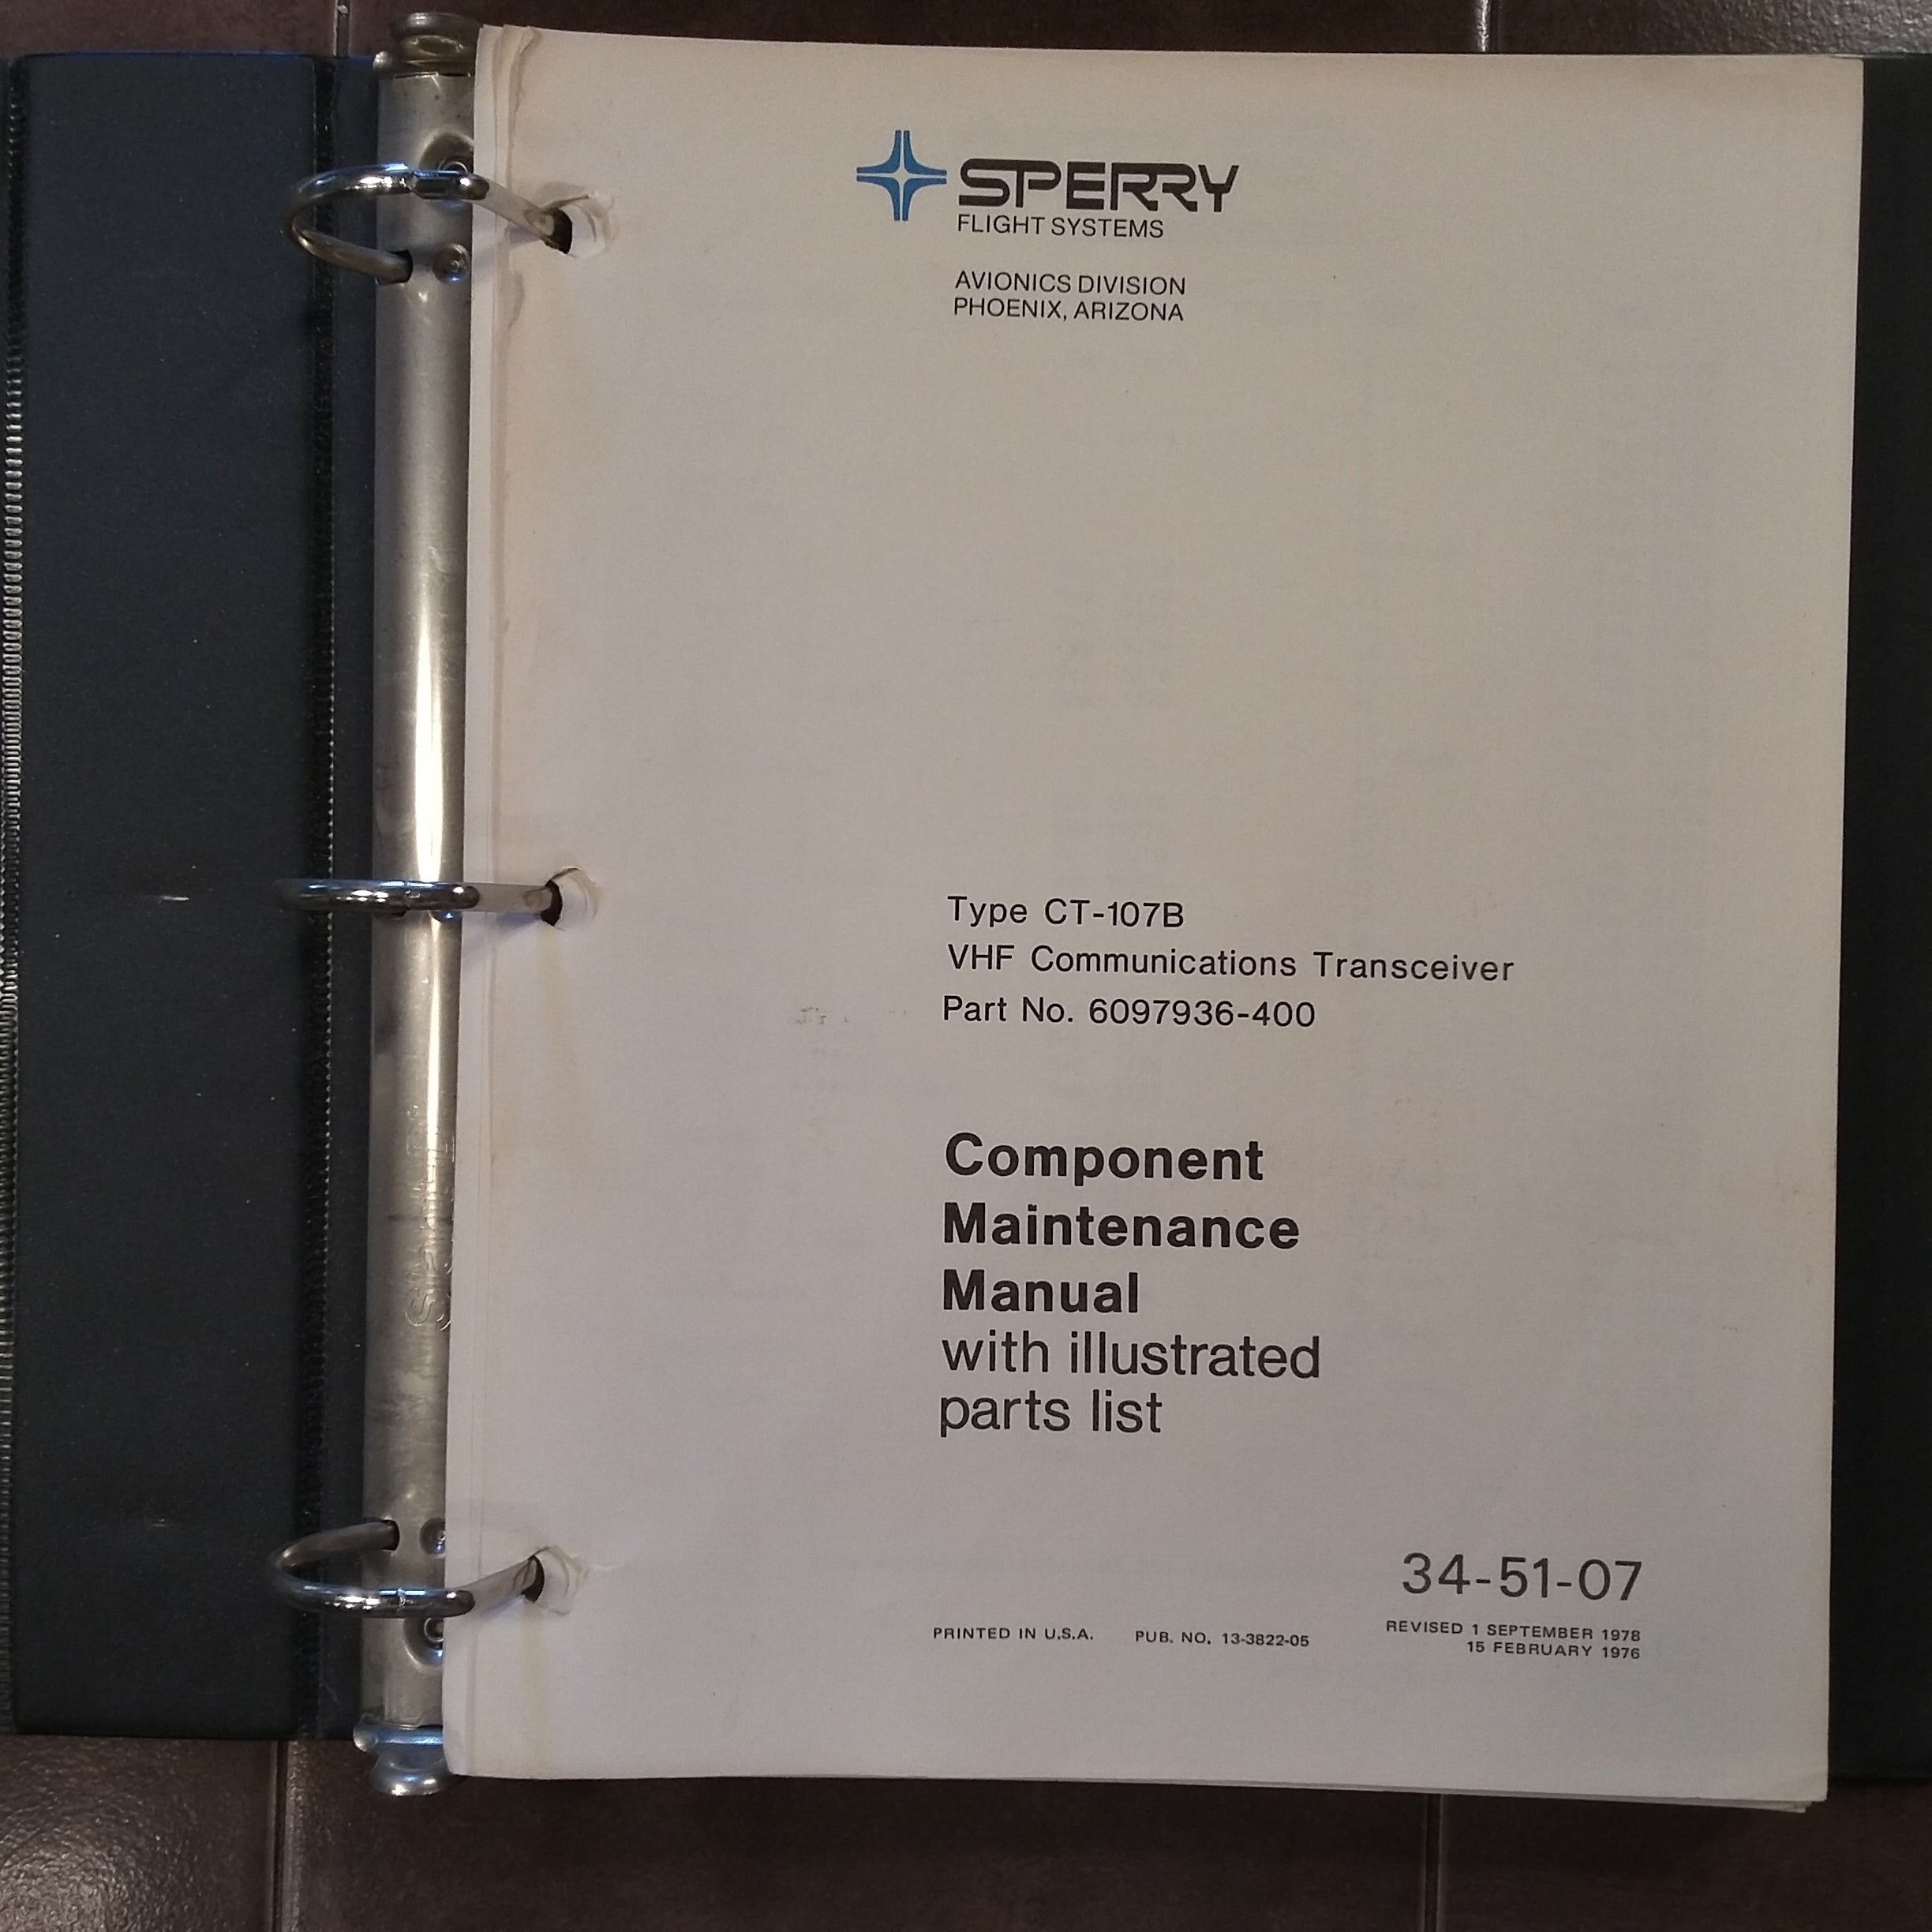 SPERRY
FLIGHT SYSTEMS
AVIONICS DIVISION
PHOENIX, ARIZONA
Type CT-107B
VHF Communications Transceiver
Part No. 6097936-400
Component
Maintenance
Manual
with illustrated
parts list
34-51-07
PRINTED IN U.S.A. PUB. NO. 13-3822-05 REVISED 1 SEPTEMBER 1978
15 FEBRUARY 1976